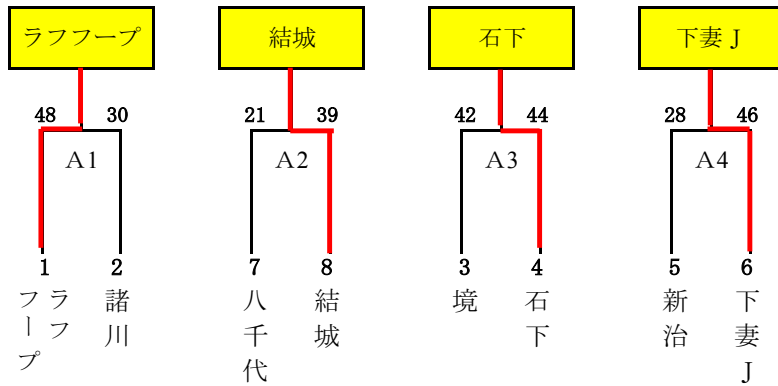 ラフフープ
結城
石下
下妻 J
48 30
21 39
42 44
28 46
A1
A2
A3
A4
1 2
7 8
3 4
5 6
ラフ
フープ
諸川
八千代
結城
境
石下
新治
下妻J